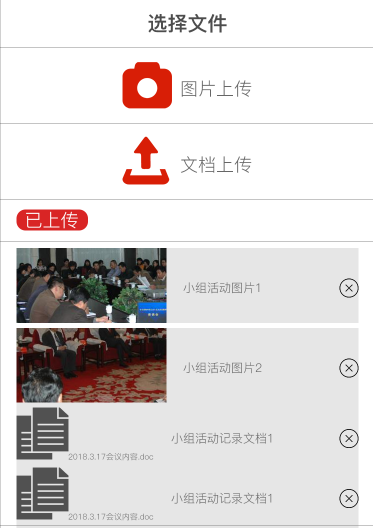 选择文件
图片上传
文档上传
已上传
小组活动图片1
小组活动图片2
小组活动记录文档1
2018.3.17会议内容.doc
小组活动记录文档1
2018.3.17会议内容.doc